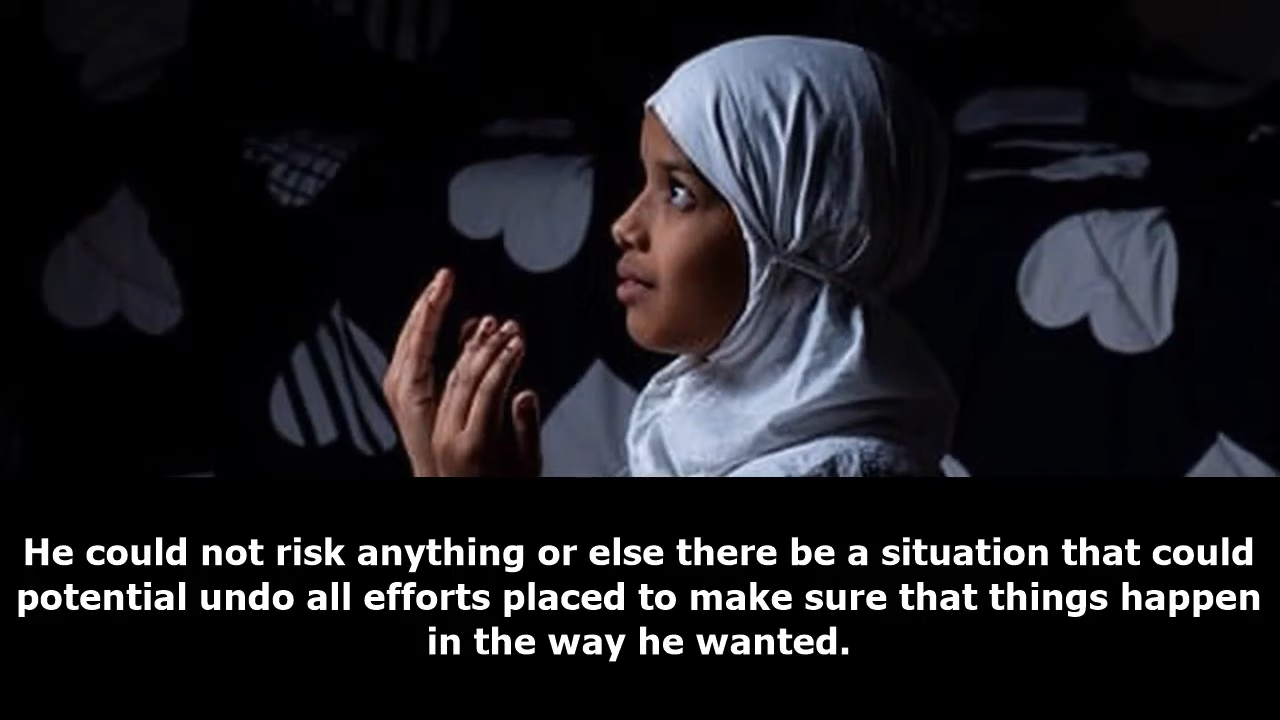 He could not risk anything or else there be a situation that could
potential undo all efforts placed to make sure that things happen
in the way he wanted.